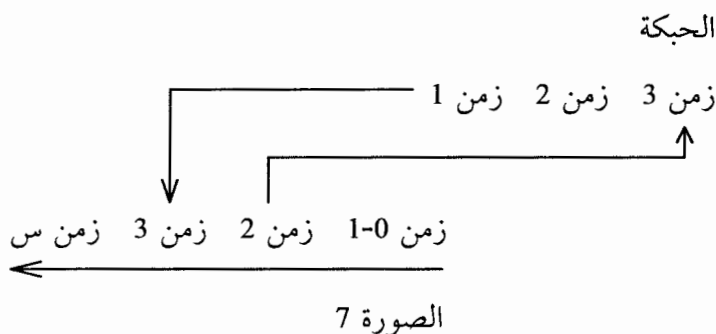 الحبكة
زمن 3 زمن 2 زمن 1
زمن 0-1 زمن 2 زمن 3 زمن س
الصورة 7